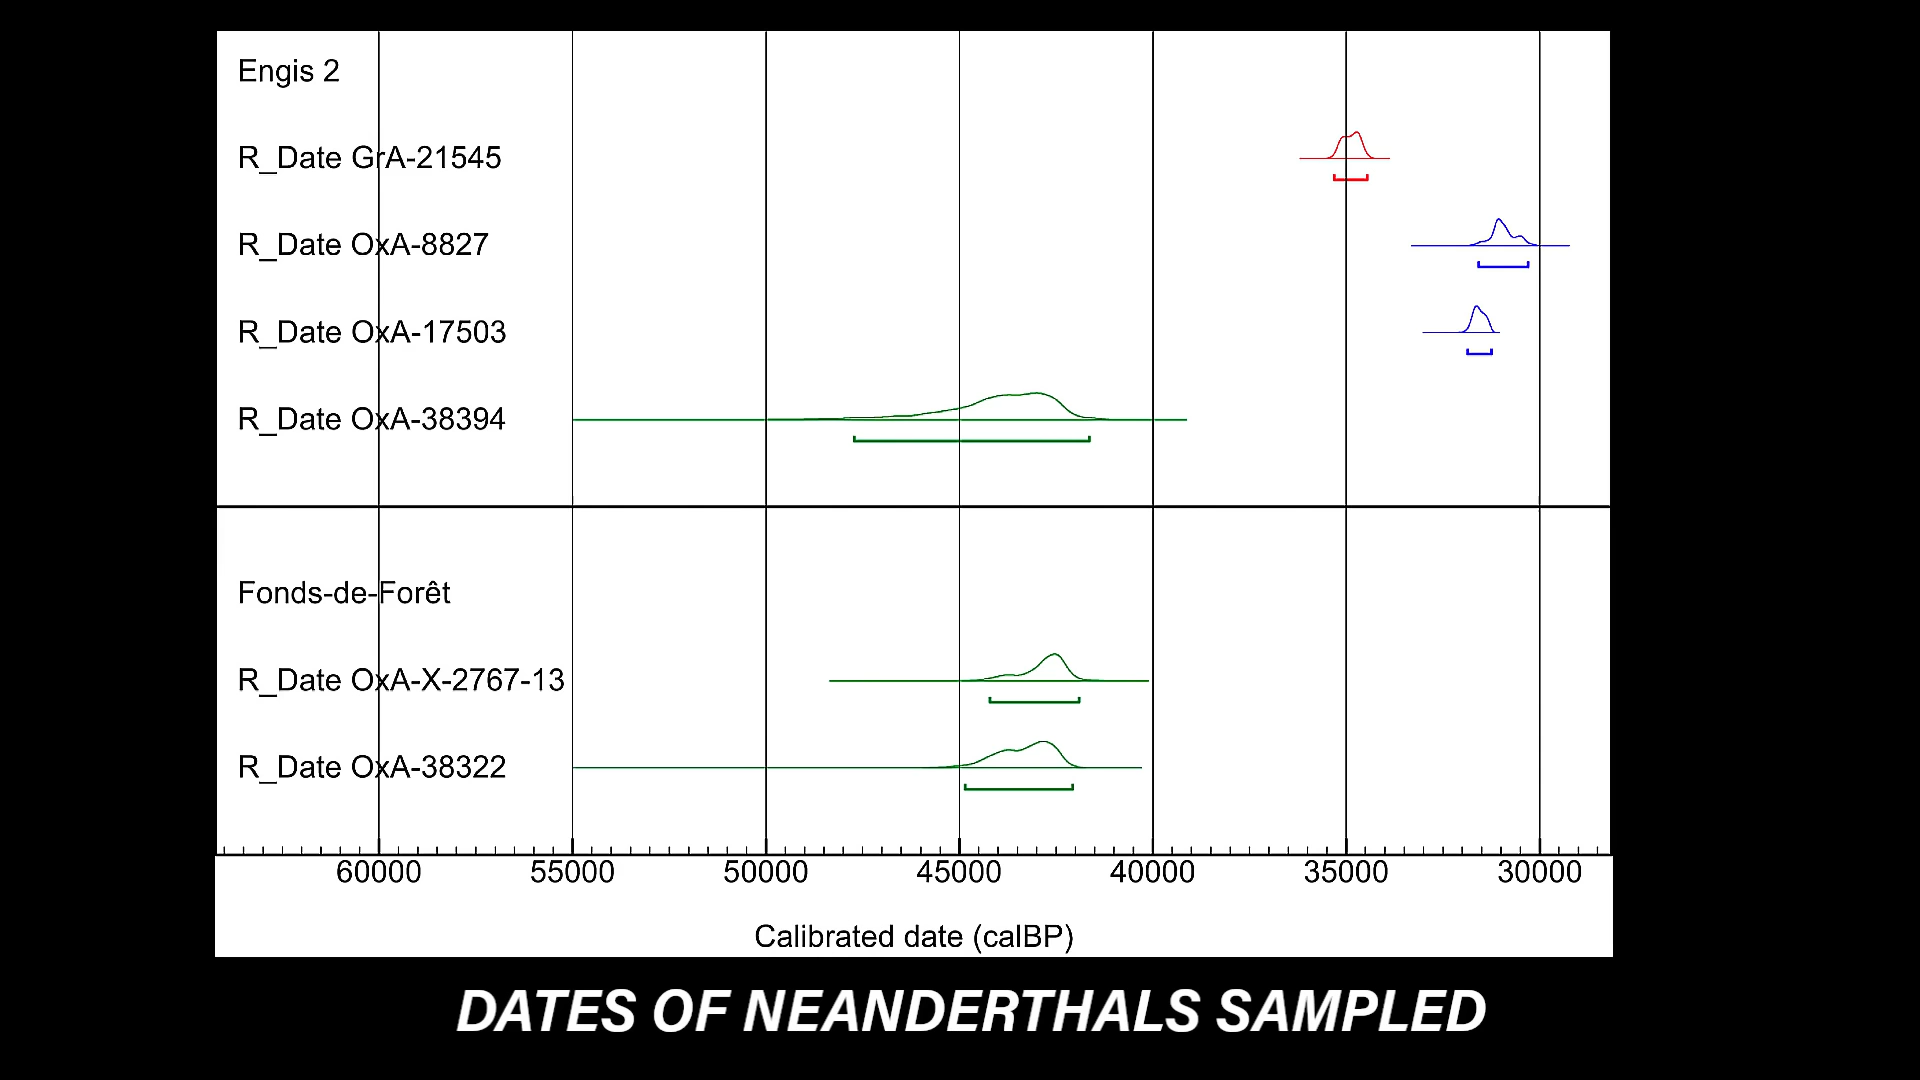 Engis 2
R_Date GrA-21545
R_Date OxA-8827
R_Date OxA-17503
R_Date OxA-38394
Fonds-de-Forêt
R_Date OxA-X-2767-13
R_Date OxA-38322
60000 55000 50000 45000 40000 35000 30000
Calibrated date (calBP)
DATES OF NEANDERTHALS SAMPLED